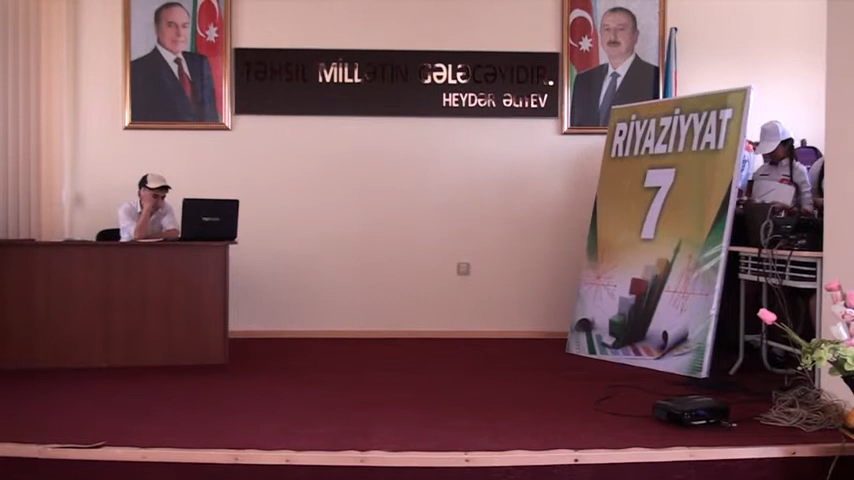 TƏHSİL MİLLƏTİN GƏLƏCƏYİDİR.
HEYDƏR ƏLİYEV
RİYAZİYYAT
7